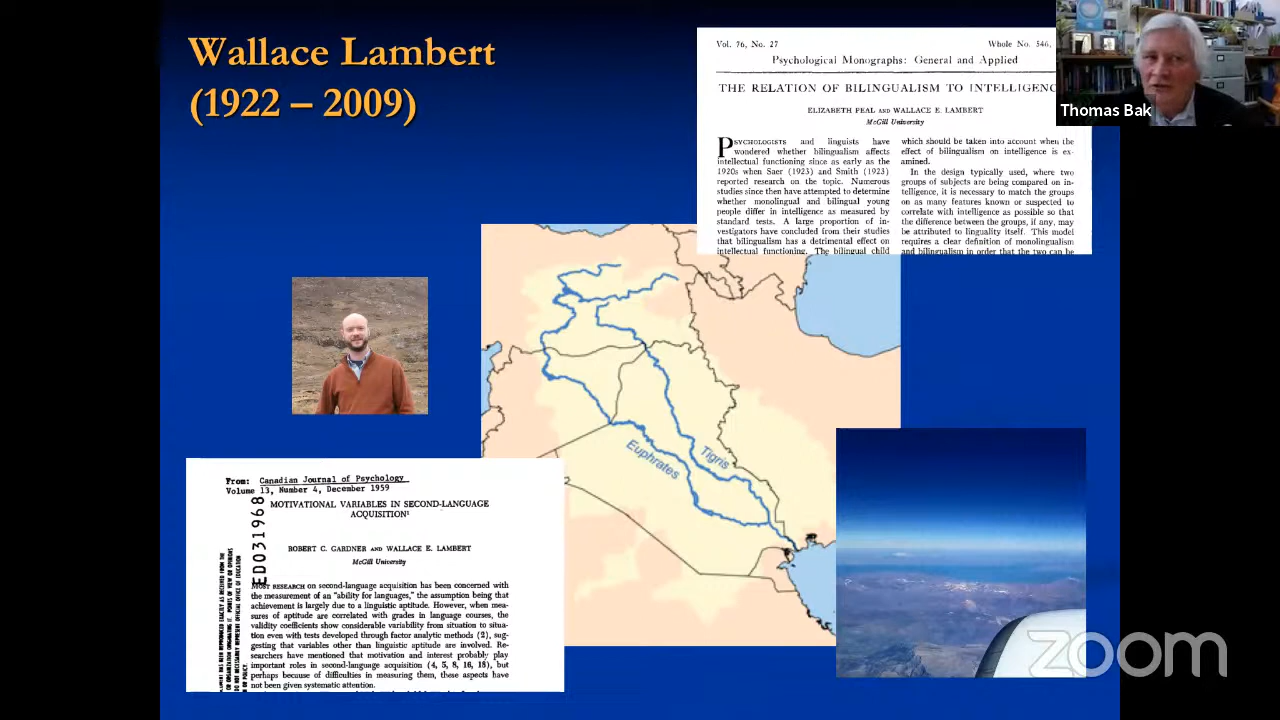 Wallace Lambert
(1922 – 2009)
Vol. 76, No. 27 Whole No. 546,
Psychological Monographs: General and Applied
THE RELATION OF BILINGUALISM TO INTELLIGENC
ELIZABETH PEAL AND WALLACE E. LAMBERT
McGill University
PSYCHOLOGISTS and linguists have
wondered whether bilingualism affects
intellectual functioning since as early as the
1920s when Saer (1923) and Smith (1923)
reported research on the topic. Numerous
studies since then have attempted to determine
whether monolingual and bilingual young
people differ in intelligence as measured by
standard tests. A large proportion of in-
vestigators have concluded from their studies
that bilingualism has a detrimental effect on
intellectual functioning. The bilingual child
which should be taken into account when the
effect of bilingualism on intelligence is ex-
amined.
In the design typically used, where two
groups of subjects are being compared on in-
telligence, it is necessary to match the groups
on as many features known or suspected to
correlate with intelligence as possible so that
the difference between the groups, if any, may
be attributed to linguality itself. This model
requires a clear definition of monolingualism
and bilingualism in order that the two can be
Thomas Bak
Euphrates
Tigris
From: Canadian Journal of Psychology
Volume 13, Number 4, December 1959
MOTIVATIONAL VARIABLES IN SECOND-LANGUAGE
ACQUISITION¹
ROBERT C. GARDNER AND WALLACE E. LAMBERT
McGill University
ED031968
MOST RESEARCH on second-language acquisition has been concerned with
the measurement of an "ability for languages," the assumption being that
achievement is largely due to a linguistic aptitude. However, when mea-
sures of aptitude are correlated with grades in language courses, the
validity coefficients show considerable variability from situation to situa-
tion even with tests developed through factor analytic methods (2), sug-
gesting that variables other than linguistic aptitude are involved. Re-
searchers have mentioned that motivation and interest probably play
important roles in second-language acquisition (4, 5, 8, 16, 18), but
perhaps because of difficulties in measuring them, these aspects have
not been given systematic attention.
zoom